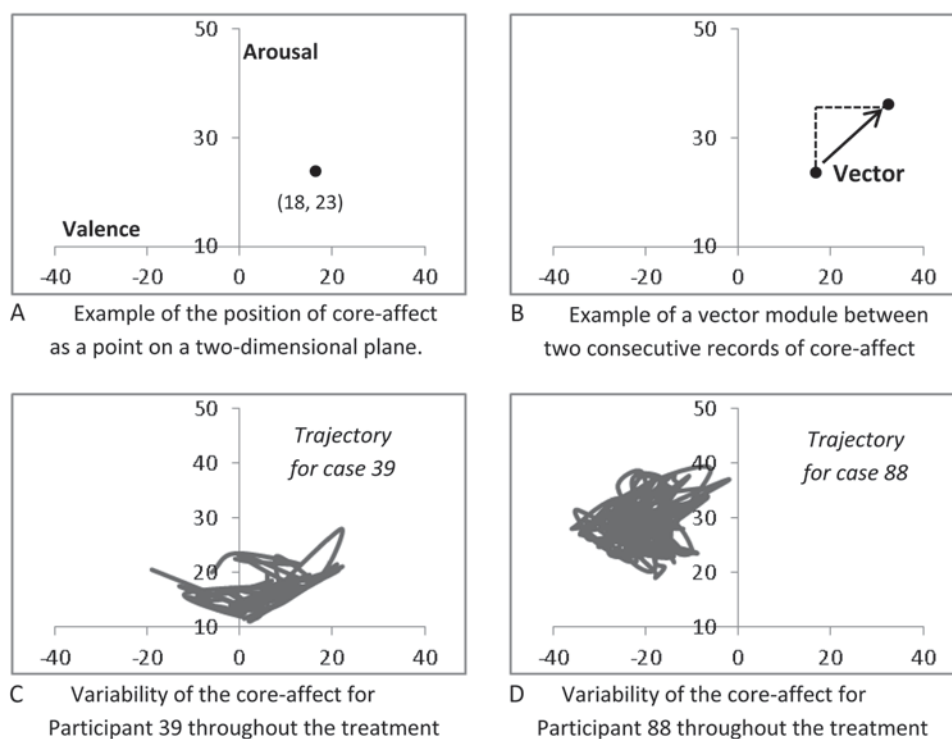 50
Arousal
30
(18, 23)
Valence
10
-40 -20 0 20 40
A Example of the position of core-affect
as a point on a two-dimensional plane.
50
30
Vector
10
-40 -20 0 20 40
B Example of a vector module between
two consecutive records of core-affect
50
Trajectory
40
for case 39
30
20
10
-40 -20 0 20 40
C Variability of the core-affect for
Participant 39 throughout the treatment
50
Trajectory
40
for case 88
30
20
10
-40 -20 0 20 40
D Variability of the core-affect for
Participant 88 throughout the treatment